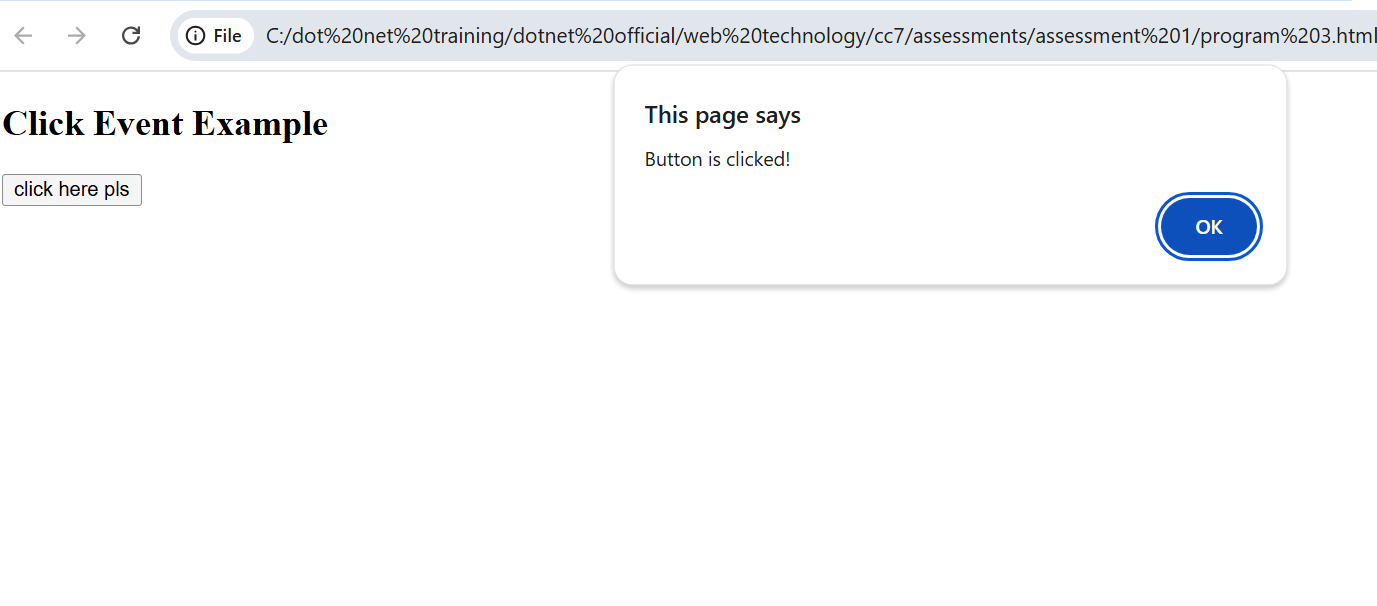 File C:/dot%20net%20training/dotnet%20official/web%20technology/cc7/assessments/assessment%201/program%203.html
This page says
Click Event Example
Button is clicked!
click here pls
OK